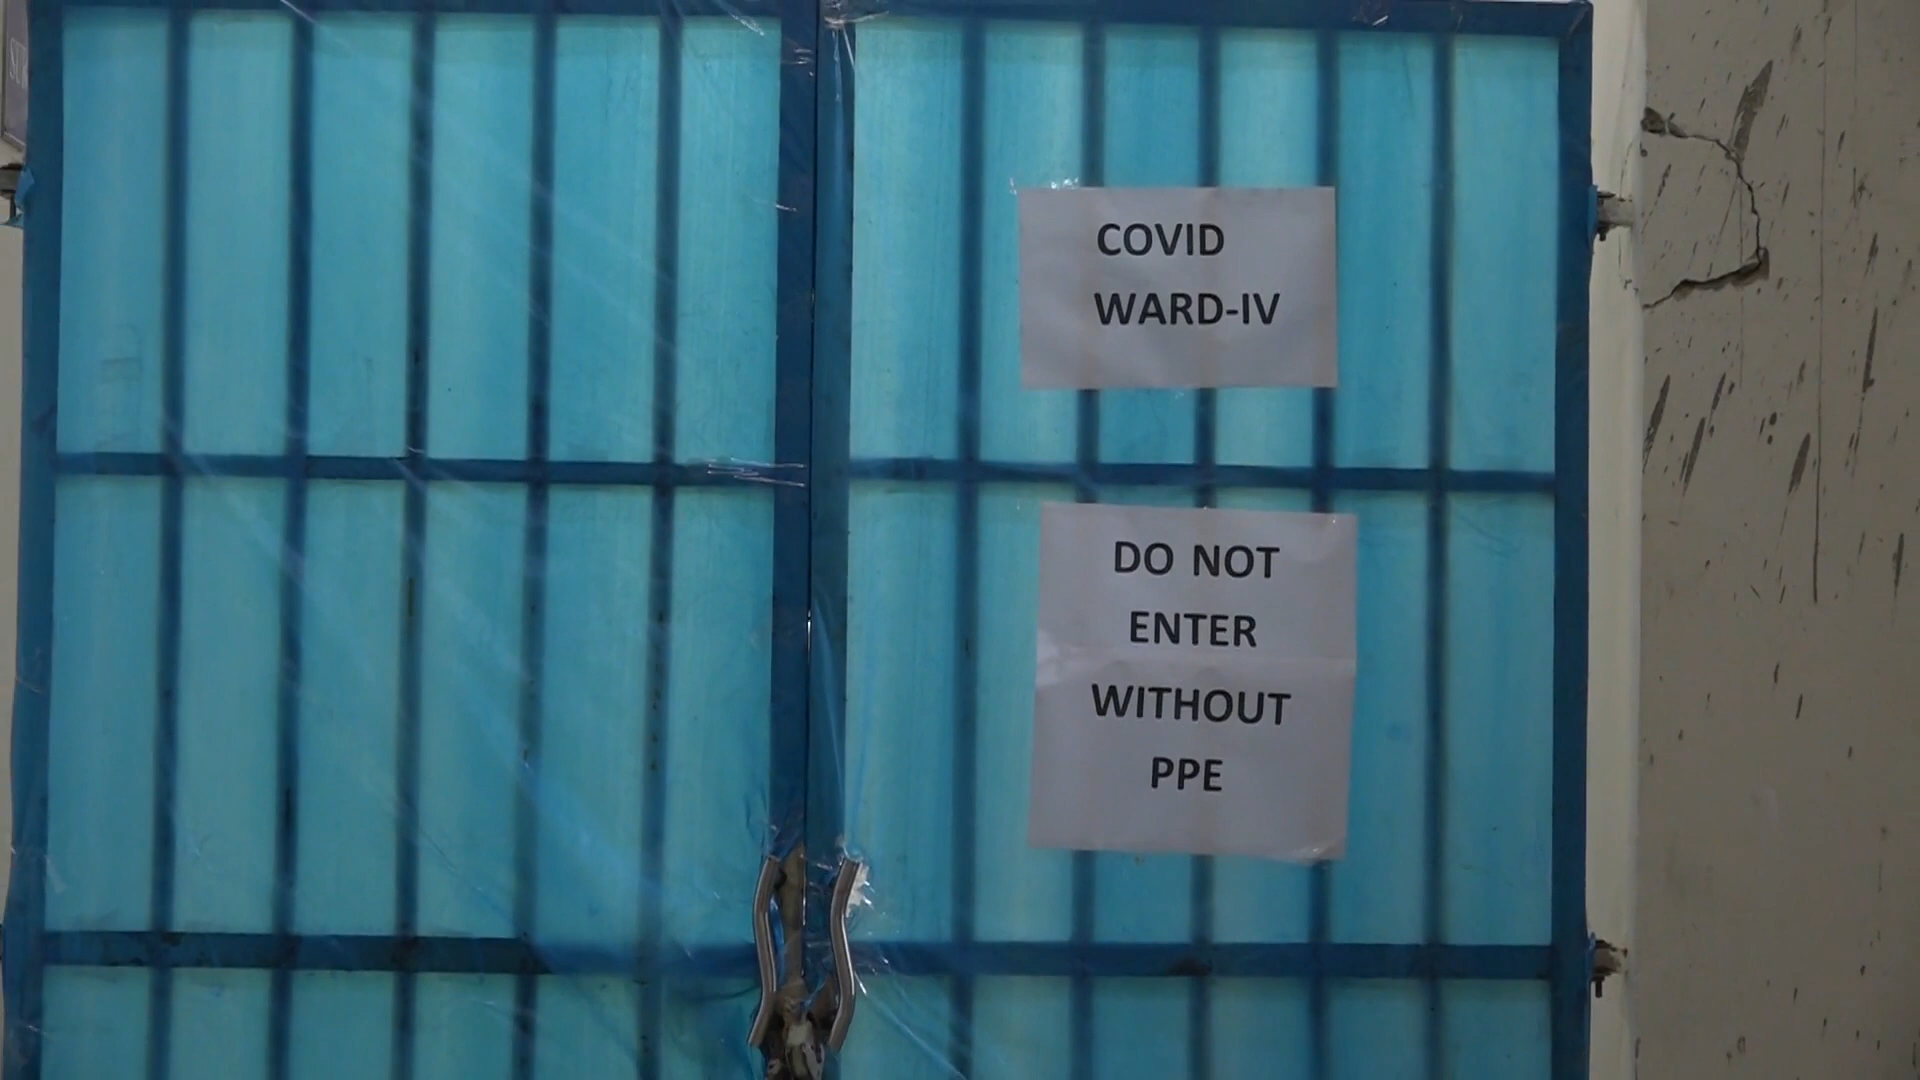 COVID
WARD-IV
DO NOT
ENTER
WITHOUT
PPE